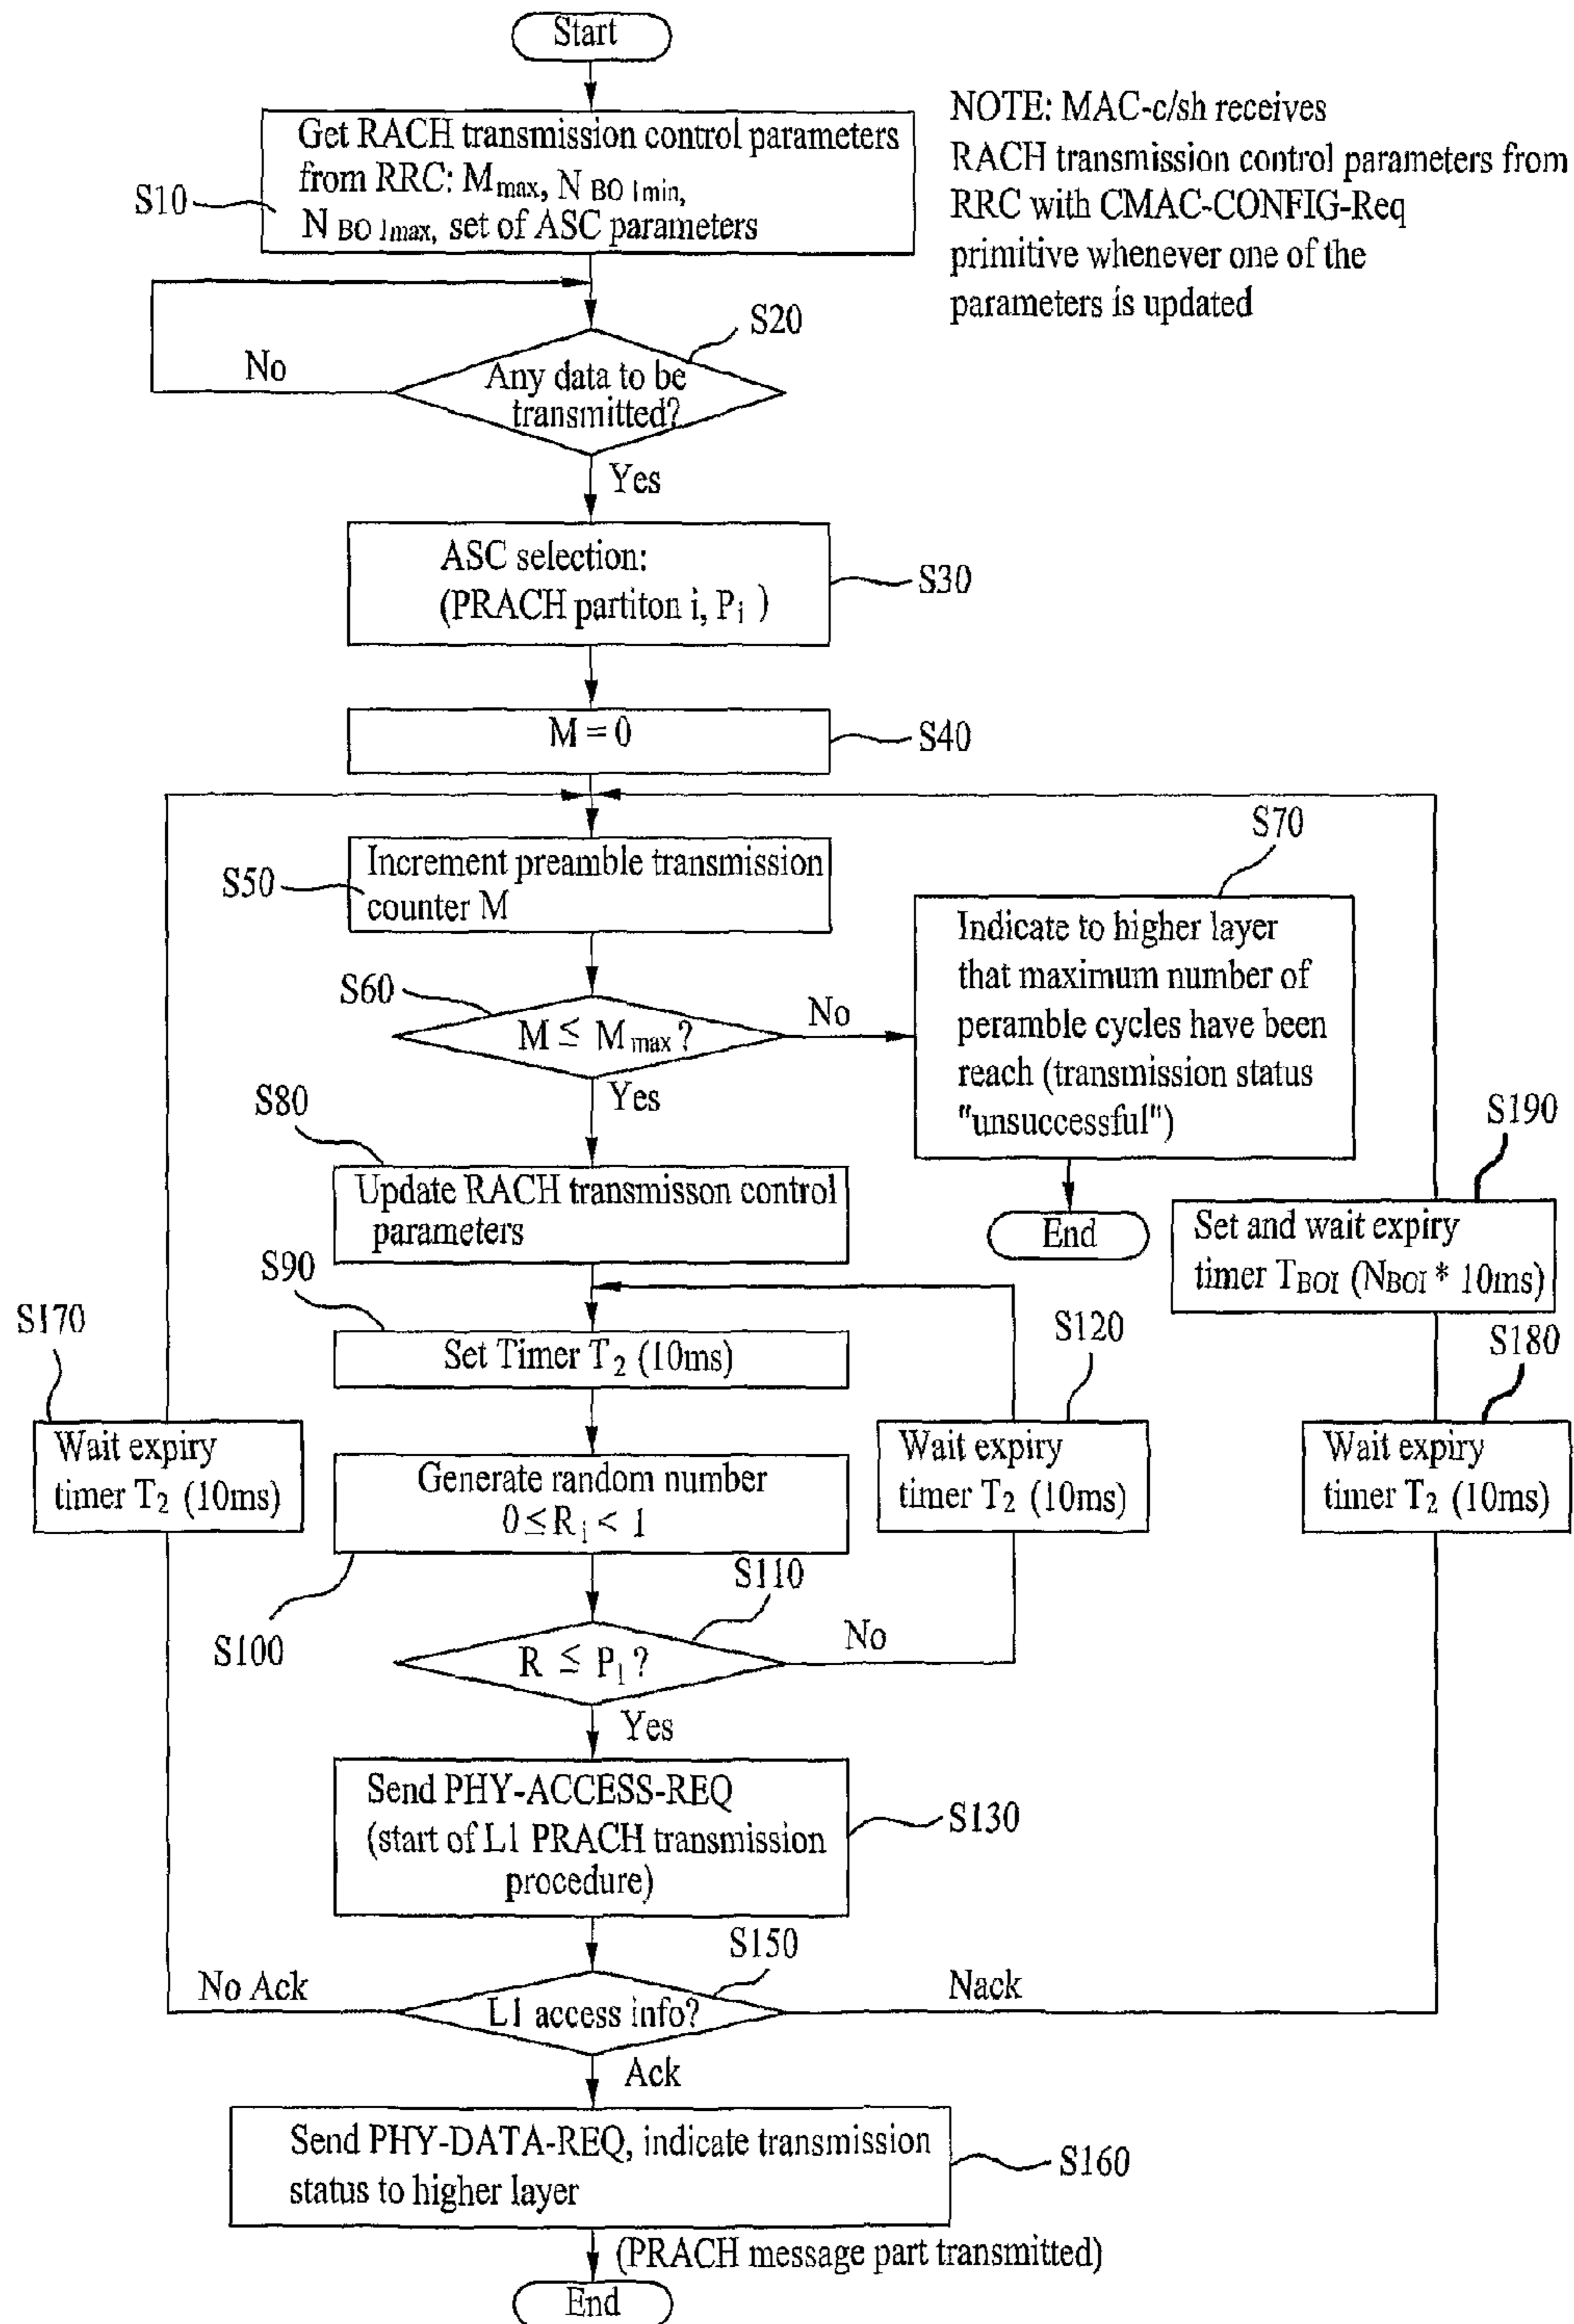 Start
Get RACH transmission control parameters
from RRC: Mmax, N BO 1min,
N BO 1max, set of ASC parameters
S10
NOTE: MAC-c/sh receives
RACH transmission control parameters from
RRC with CMAC-CONFIG-Req
primitive whenever one of the
parameters is updated
S20
No
Any data to be
transmitted?
Yes
ASC selection:
(PRACH partiton i, Pi )
S30
M = 0
S40
S50
Increment preamble transmission
counter M
S70
Indicate to higher layer
that maximum number of
peramble cycles have been
reach (transmission status
"unsuccessful")
S60
M ≦ Mmax ?
No
Yes
End
S80
Update RACH transmisson control
parameters
S190
Set and wait expiry
timer TBOI (NBOI * 10ms)
S90
Set Timer T2 (10ms)
S170
Wait expiry
timer T2 (10ms)
S120
Wait expiry
timer T2 (10ms)
S180
Wait expiry
timer T2 (10ms)
Generate random number
0≤Ri < 1
S100
S110
R ≦ Pi ?
No
Yes
Send PHY-ACCESS-REQ
(start of L1 PRACH transmission
procedure)
S130
S150
No Ack
L1 access info?
Nack
Ack
Send PHY-DATA-REQ, indicate transmission
status to higher layer
S160
(PRACH message part transmitted)
End